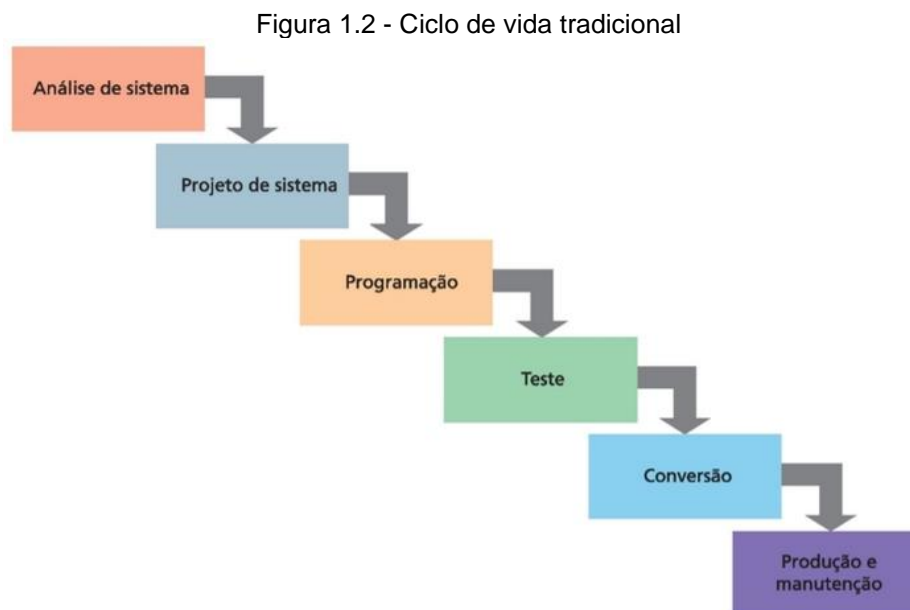 Figura 1.2 - Ciclo de vida tradicional
Análise de sistema
Projeto de sistema
Programação
Teste
Conversão
Produção e
manutenção